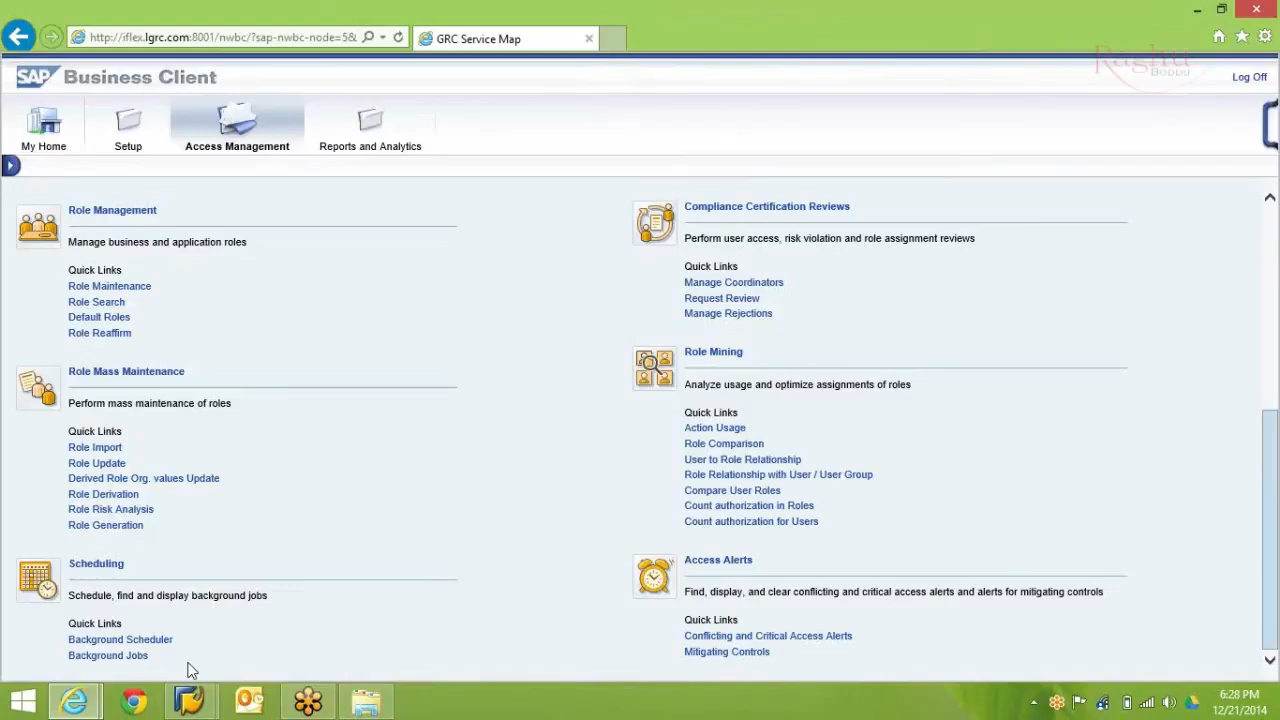 http://iflex.lgrc.com:8001/nwbc/?sap-nwbc-node=5&
GRC Service Map
Raghu
BODDU
SAP Business Client
Log Off
My Home
Setup
Access Management
Reports and Analytics
Role Management
Manage business and application roles
Quick Links
Role Maintenance
Role Search
Default Roles
Role Reaffirm
Role Mass Maintenance
Perform mass maintenance of roles
Quick Links
Role Import
Role Update
Derived Role Org. values Update
Role Derivation
Role Risk Analysis
Role Generation
Scheduling
Schedule, find and display background jobs
Quick Links
Background Scheduler
Background Jobs
Compliance Certification Reviews
Perform user access, risk violation and role assignment reviews
Quick Links
Manage Coordinators
Request Review
Manage Rejections
Role Mining
Analyze usage and optimize assignments of roles
Quick Links
Action Usage
Role Comparison
User to Role Relationship
Role Relationship with User / User Group
Compare User Roles
Count authorization in Roles
Count authorization for Users
Access Alerts
Find, display, and clear conflicting and critical access alerts and alerts for mitigating controls
Quick Links
Conflicting and Critical Access Alerts
Mitigating Controls
6:28 PM
12/21/2014